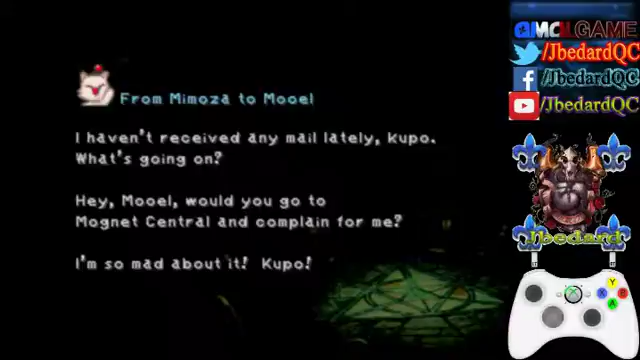 From Mimoza to Mooel
I haven't received any mail lately, Kupo.
What's going on?
Hey, Mooel, would you go to
Mognet Central and complain for me?
I'm so mad about it! Kupo!
GAME
/JbedardQC
/JbedardQC
/JbedardQC
Jbedard
Y
X
B
A